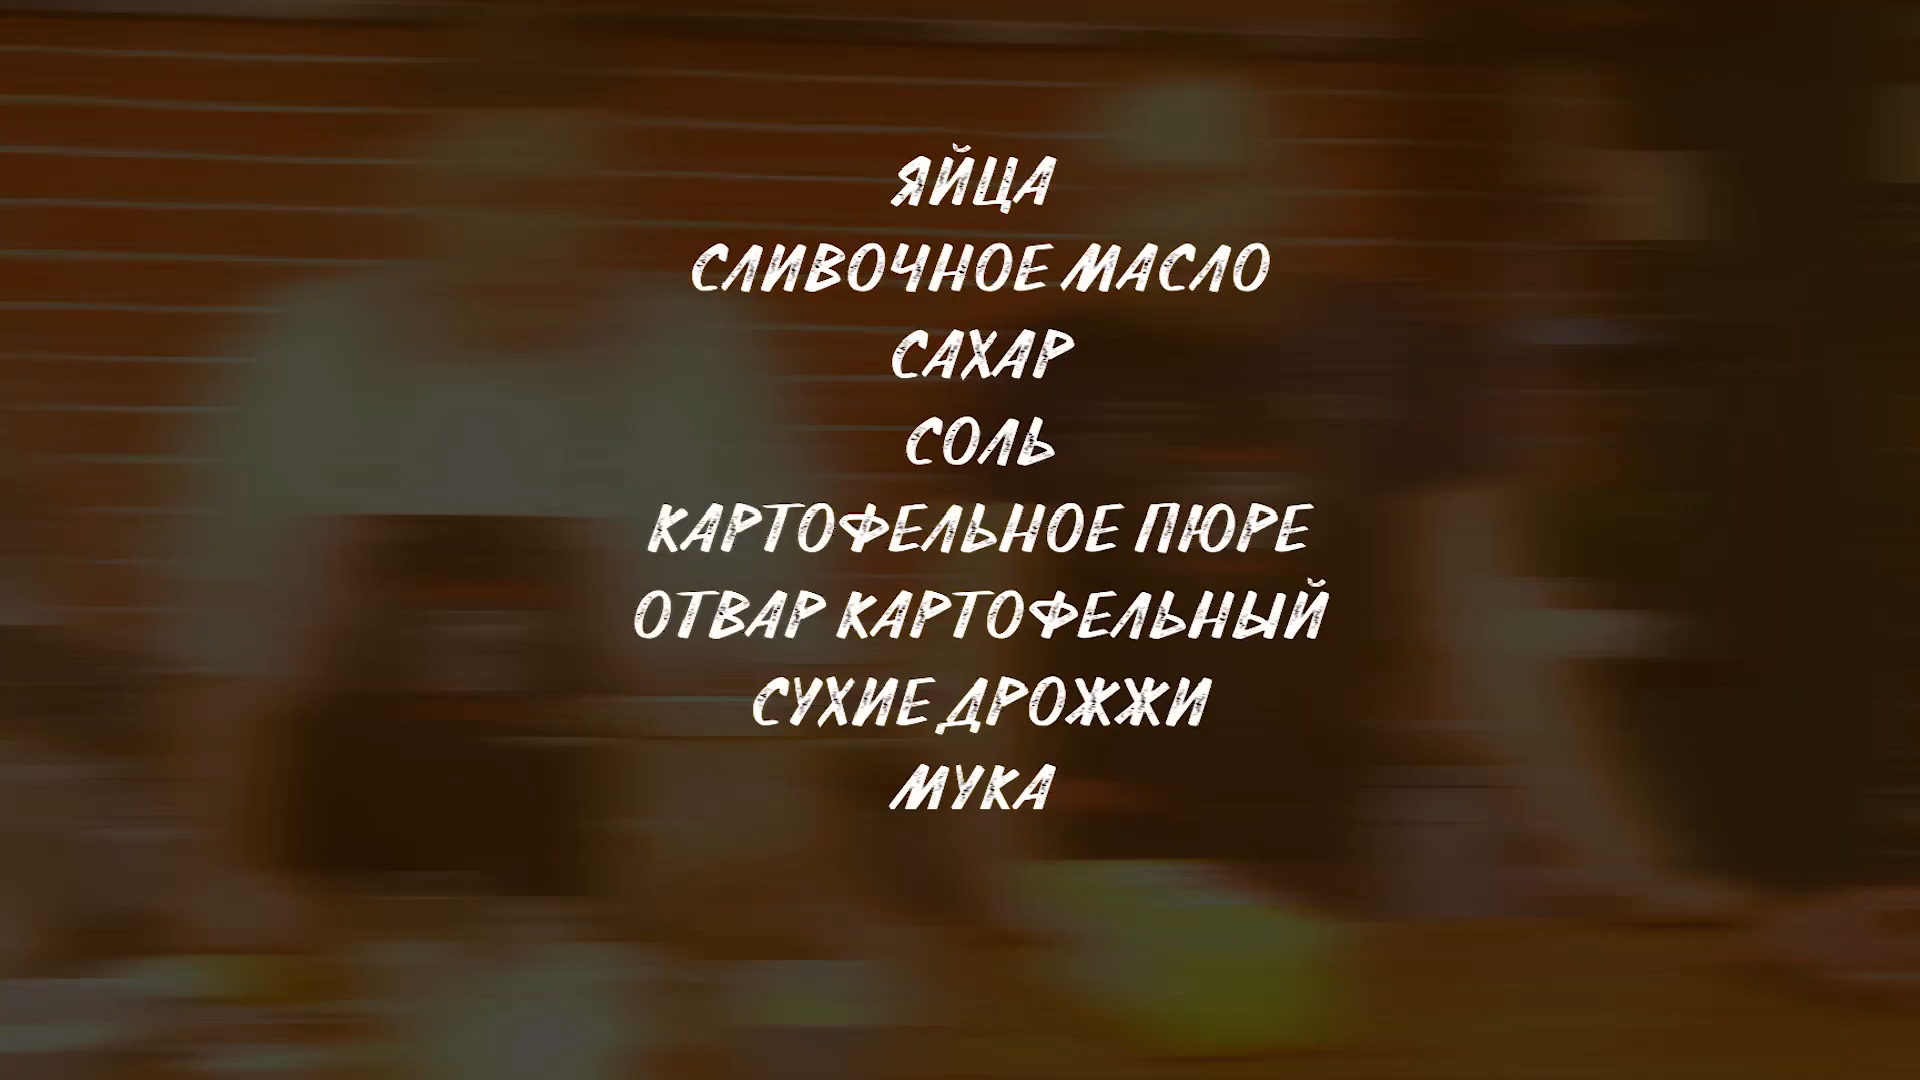 ЯЙЦА
СЛИВОЧНОЕ МАСЛО
САХАР
СОЛЬ
КАРТОФЕЛЬНОЕ ПЮРЕ
ОТВАР КАРТОФЕЛЬНЫЙ
СУХИЕ ДРОЖЖИ
МУКА